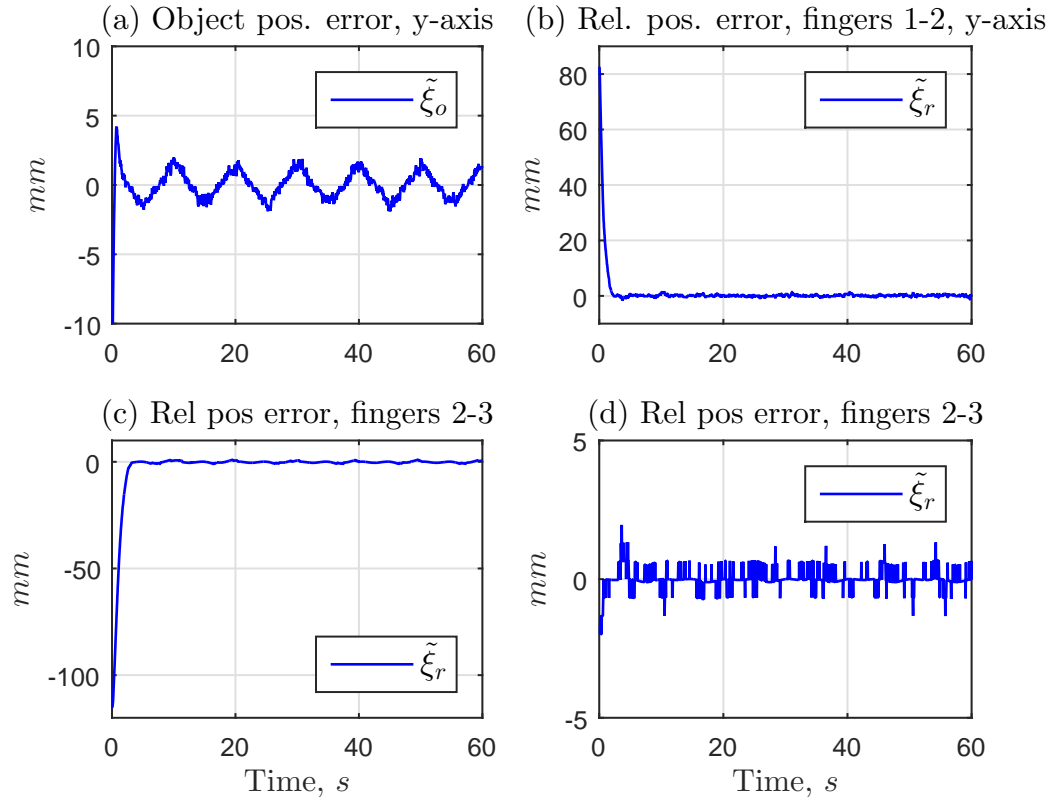 (a) Object pos. error, y-axis
10
5
0
-5
-10
mm
ξ̃o
0 20 40 60
(b) Rel. pos. error, fingers 1-2, y-axis
80
60
40
20
0
mm
ξ̃r
0 20 40 60
(c) Rel pos error, fingers 2-3
0
-50
-100
mm
ξ̃r
0 20 40 60
Time, s
(d) Rel pos error, fingers 2-3
5
0
-5
mm
ξ̃r
0 20 40 60
Time, s